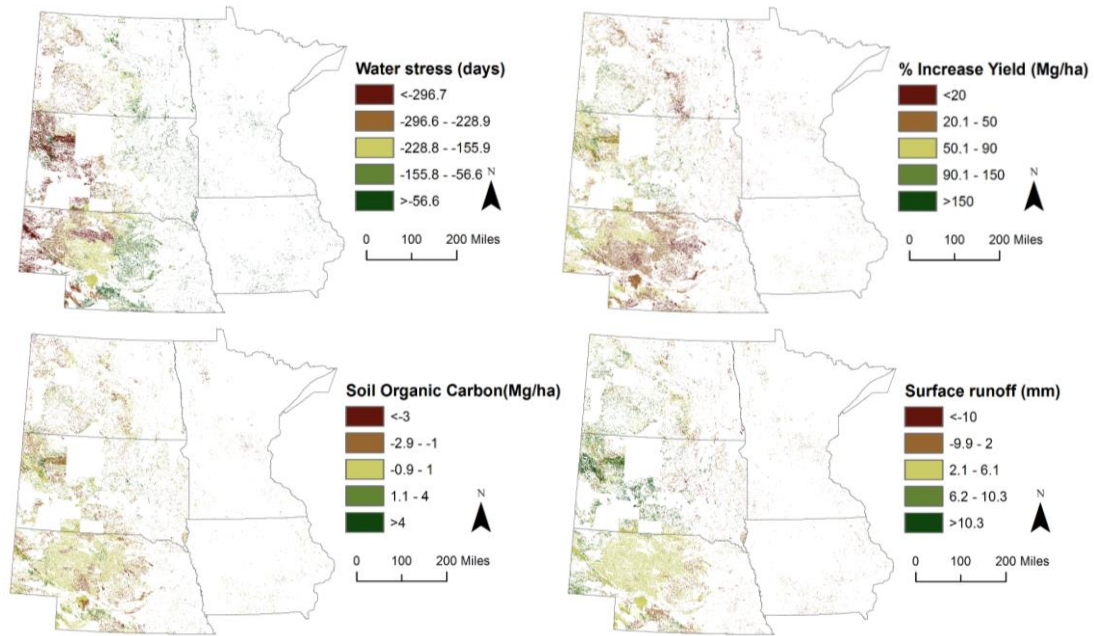 Water stress (days)
<-296.7
-296.6 - -228.9
-228.8 - -155.9
-155.8 - -56.6
>-56.6
N
0 100 200 Miles
% Increase Yield (Mg/ha)
<20
20.1 - 50
50.1 - 90
90.1 - 150
>150
N
0 100 200 Miles
Soil Organic Carbon(Mg/ha)
<-3
-2.9 - -1
-0.9 - 1
1.1 - 4
>4
N
0 100 200 Miles
Surface runoff (mm)
<-10
-9.9 - 2
2.1 - 6.1
6.2 - 10.3
>10.3
N
0 100 200 Miles